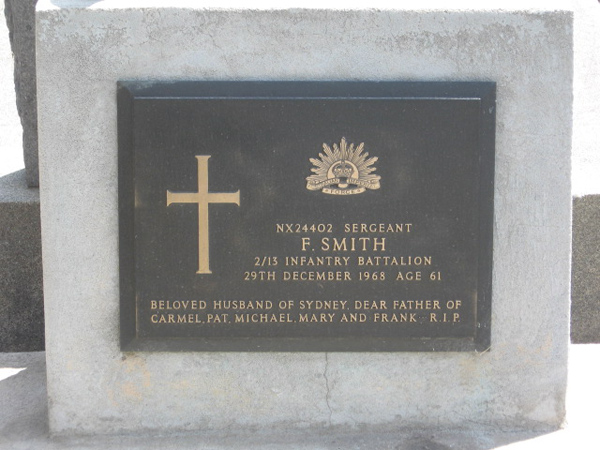 NX24402 SERGEANT
F. SMITH
2/13 INFANTRY BATTALION
29TH DECEMBER 1968 AGE 61
BELOVED HUSBAND OF SYDNEY, DEAR FATHER OF
CARMEL, PAT, MICHAEL, MARY AND FRANK R.I.P.